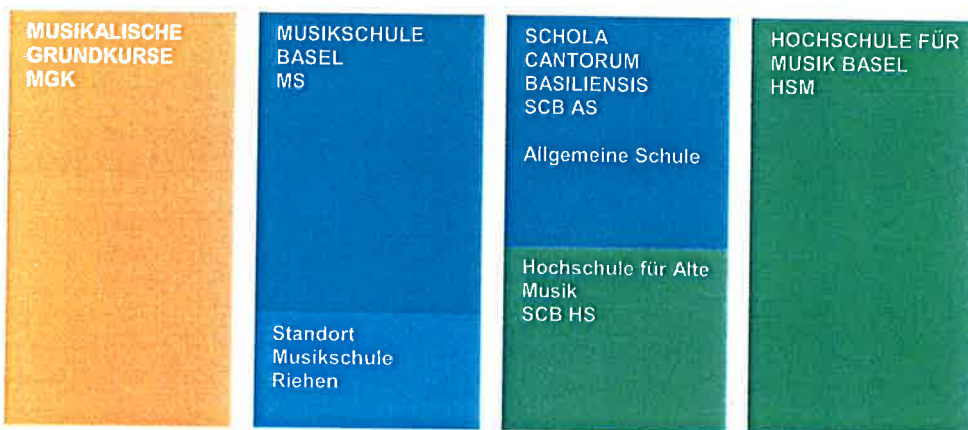 MUSIKALISCHE
GRUNDKURSE
MGK
MUSIKSCHULE
BASEL
MS
Standort
Musikschule
Riehen
SCHOLA
CANTORUM
BASILIENSIS
SCB AS
Allgemeine Schule
Hochschule für Alte
Musik
SCB HS
HOCHSCHULE FÜR
MUSIK BASEL
HSM